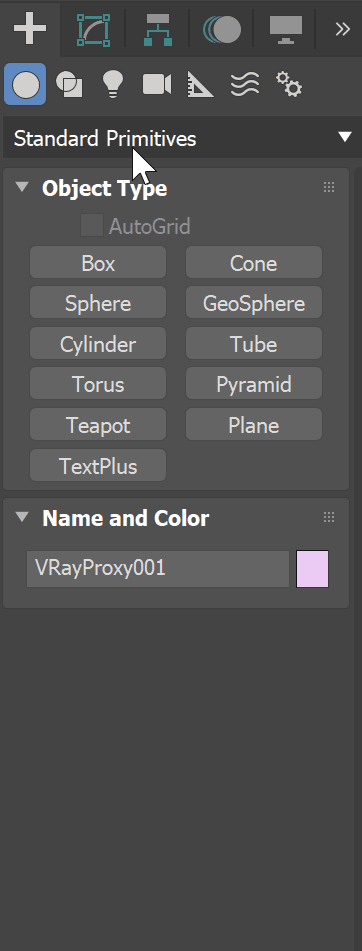 Standard Primitives
Object Type
AutoGrid
Box Cone
Sphere GeoSphere
Cylinder Tube
Torus Pyramid
Teapot Plane
TextPlus
Name and Color
VRayProxy001